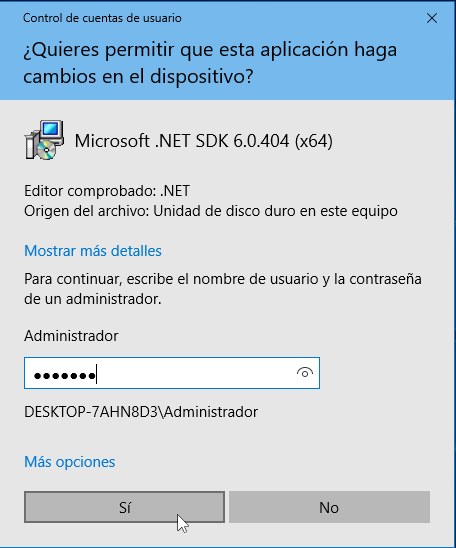 Control de cuentas de usuario
¿Quieres permitir que esta aplicación haga
cambios en el dispositivo?
Microsoft .NET SDK 6.0.404 (x64)
Editor comprobado: .NET
Origen del archivo: Unidad de disco duro en este equipo
Mostrar más detalles
Para continuar, escribe el nombre de usuario y la contraseña
de un administrador.
Administrador
●●●●●●●
DESKTOP-7AHN8D3\Administrador
Más opciones
Sí No